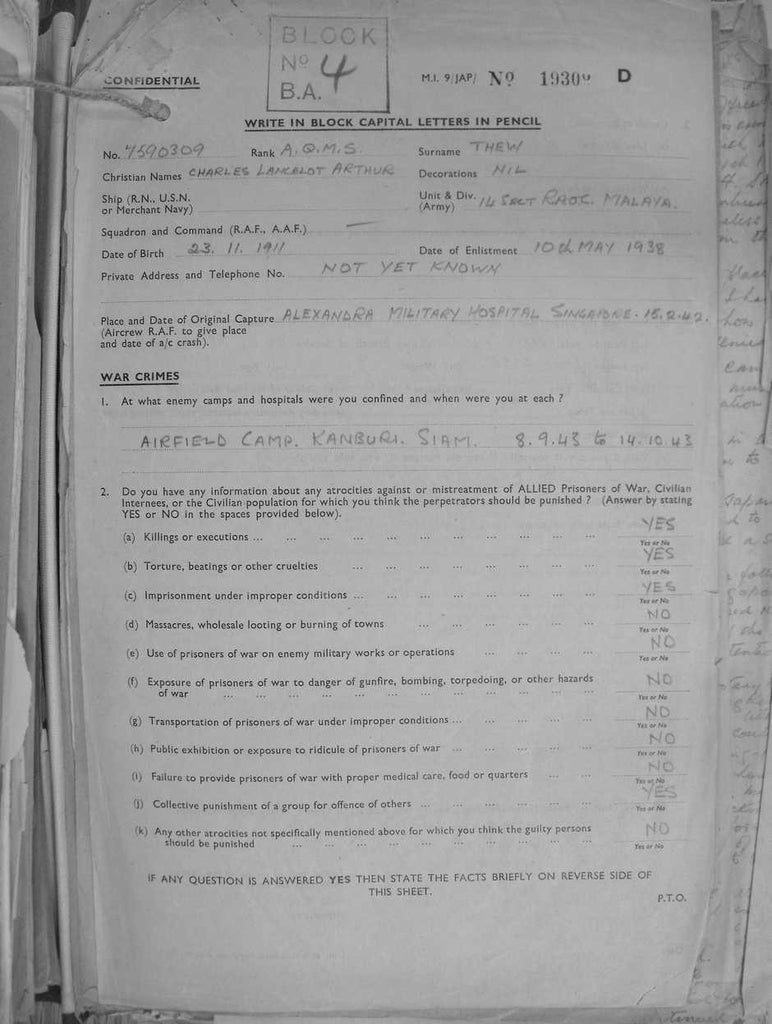 BLOCK
Nº 4
B.A.
CONFIDENTIAL
M.I. 9/JAP/ Nº 1930 D
WRITE IN BLOCK CAPITAL LETTERS IN PENCIL
No. 7590309 Rank A.Q.M.S. Surname THEW
Christian Names CHARLES LANCELOT ARTHUR Decorations NIL
Ship (R.N., U.S.N. or Merchant Navy)
Unit & Div. (Army) 14 SECT RAOC. MALAYA.
Squadron and Command (R.A.F., A.A.F.) —
Date of Birth 23. 11. 1911 Date of Enlistment 10th MAY 1938
Private Address and Telephone No. NOT YET KNOWN
Place and Date of Original Capture ALEXANDRA MILITARY HOSPITAL SINGAPORE. 15.2.42.
(Aircrew R.A.F. to give place
and date of a/c crash).
WAR CRIMES
1. At what enemy camps and hospitals were you confined and when were you at each ?
AIRFIELD CAMP. KANBURI. SIAM. 8.9.43 to 14.10.43
2. Do you have any information about any atrocities against or mistreatment of ALLIED Prisoners of War, Civilian
Internees, or the Civilian population for which you think the perpetrators should be punished ? (Answer by stating
YES or NO in the spaces provided below).
(a) Killings or executions ... YES
Yes or No
(b) Torture, beatings or other cruelties YES
Yes or No
(c) Imprisonment under improper conditions ... YES
Yes or No
(d) Massacres, wholesale looting or burning of towns NO
Yes or No
(e) Use of prisoners of war on enemy military works or operations NO
Yes or No
(f) Exposure of prisoners of war to danger of gunfire, bombing, torpedoing, or other hazards
of war ... NO
Yes or No
(g) Transportation of prisoners of war under improper conditions ... NO
Yes or No
(h) Public exhibition or exposure to ridicule of prisoners of war ... NO
Yes or No
(i) Failure to provide prisoners of war with proper medical care, food or quarters NO
Yes or No
(j) Collective punishment of a group for offence of others ... YES
Yes or No
(k) Any other atrocities not specifically mentioned above for which you think the guilty persons
should be punished ... NO
Yes or No
IF ANY QUESTION IS ANSWERED YES THEN STATE THE FACTS BRIEFLY ON REVERSE SIDE OF
THIS SHEET.
P.T.O.